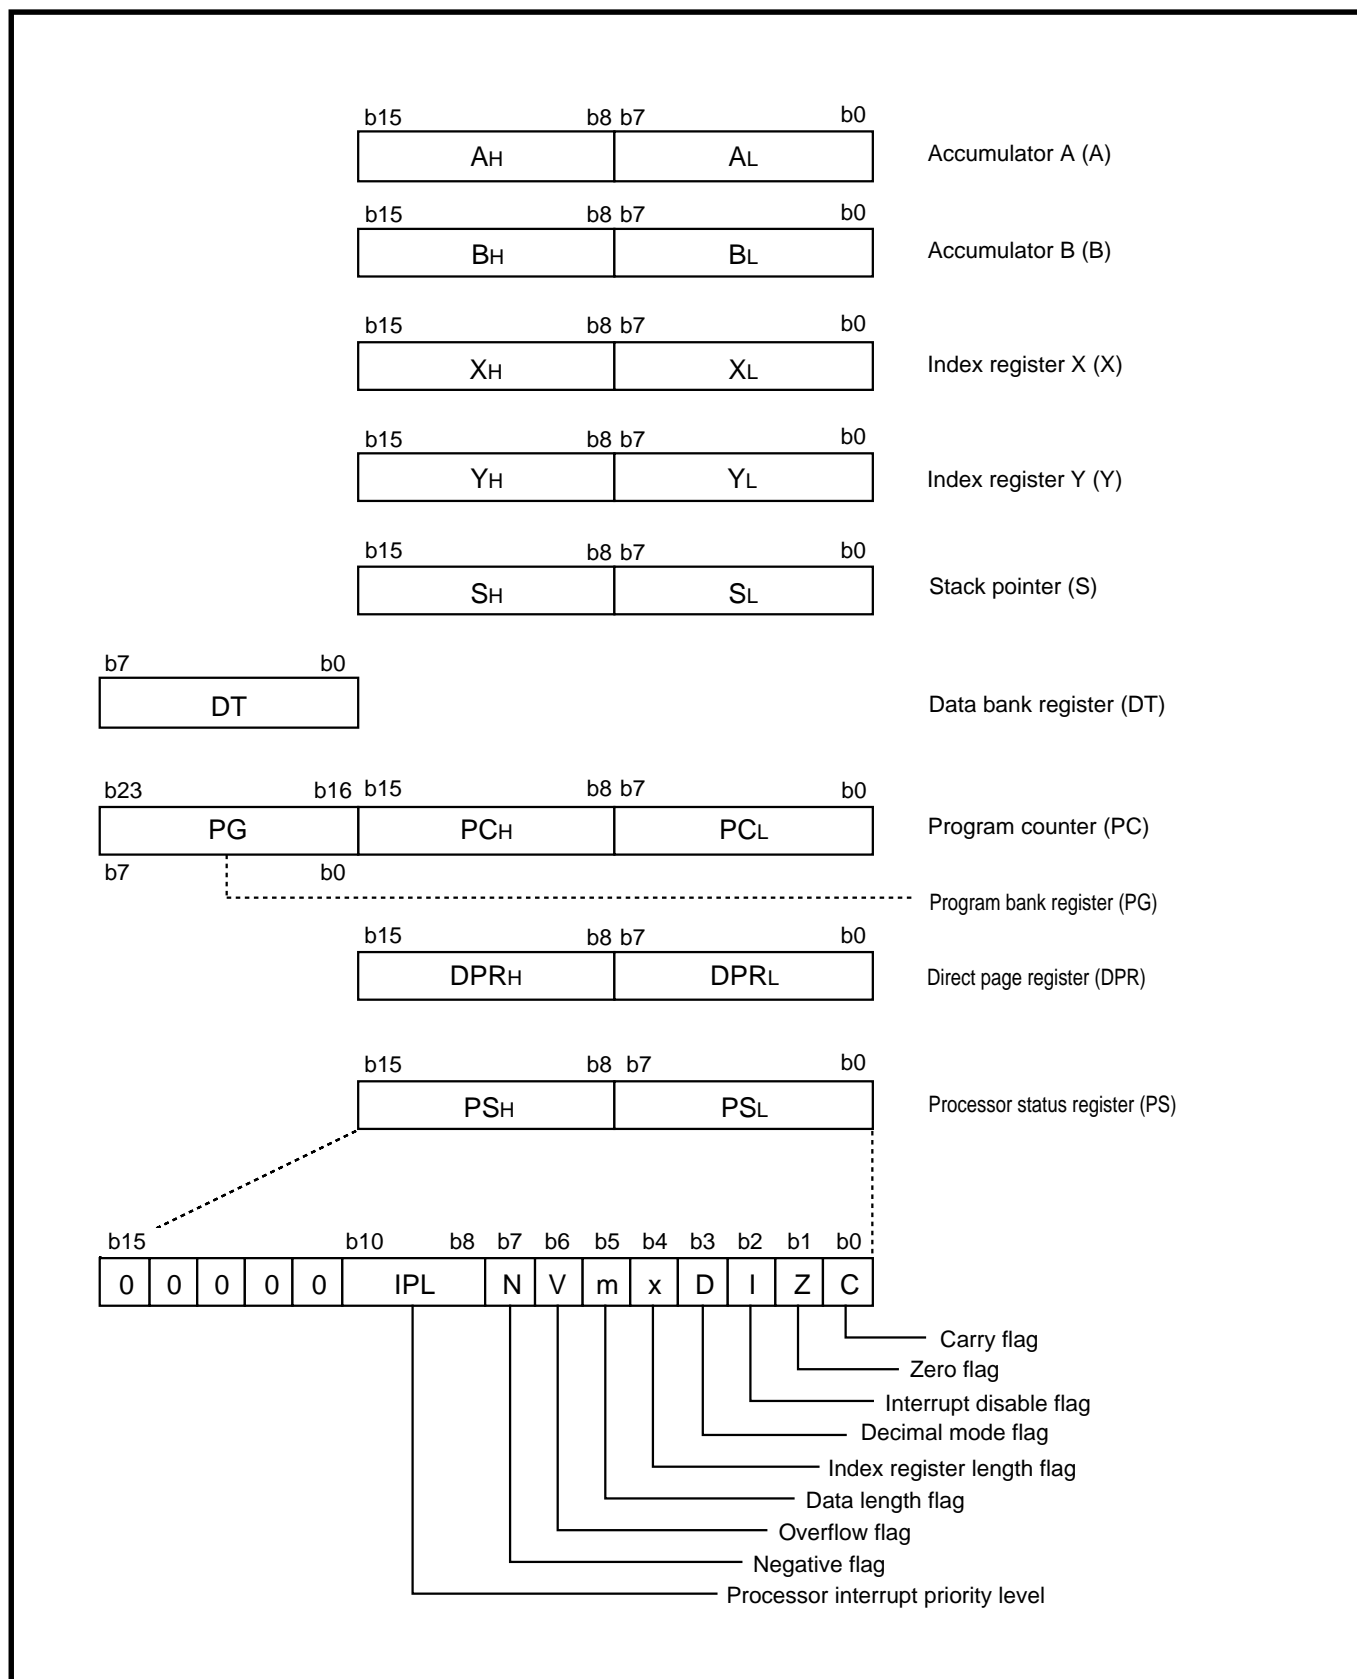 b15 b8 b7 b0
AH AL Accumulator A (A)
b15 b8 b7 b0
BH BL Accumulator B (B)
b15 b8 b7 b0
XH XL Index register X (X)
b15 b8 b7 b0
YH YL Index register Y (Y)
b15 b8 b7 b0
SH SL Stack pointer (S)
b7 b0
DT Data bank register (DT)
b23 b16 b15 b8 b7 b0
PG PCH PCL Program counter (PC)
b7 b0
Program bank register (PG)
b15 b8 b7 b0
DPRH DPRL Direct page register (DPR)
b15 b8 b7 b0
PSH PSL Processor status register (PS)
b15 b10 b8 b7 b6 b5 b4 b3 b2 b1 b0
0 0 0 0 0 IPL N V m x D I Z C
Carry flag
Zero flag
Interrupt disable flag
Decimal mode flag
Index register length flag
Data length flag
Overflow flag
Negative flag
Processor interrupt priority level